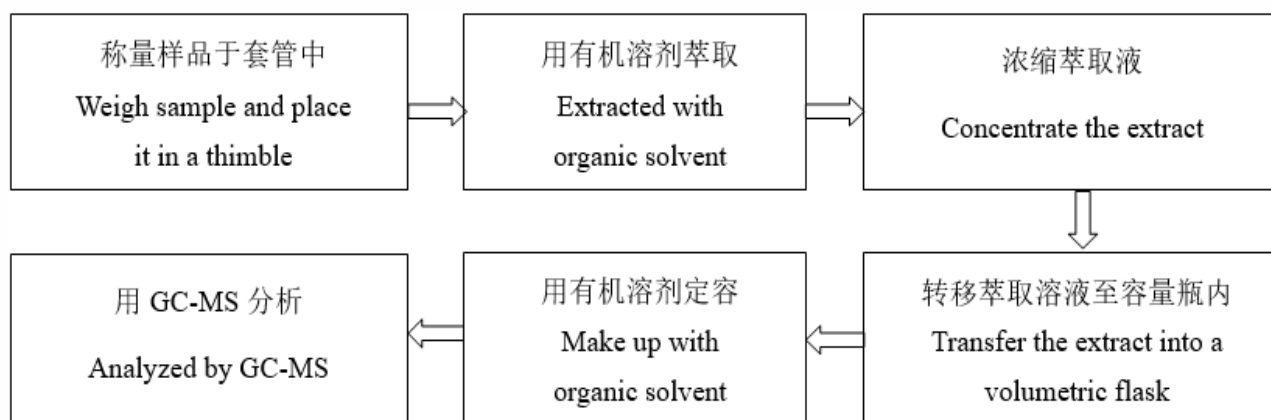 称量样品于套管中
Weigh sample and place
it in a thimble
用有机溶剂萃取
Extracted with
organic solvent
浓缩萃取液
Concentrate the extract
转移萃取溶液至容量瓶内
Transfer the extract into a
volumetric flask
用有机溶剂定容
Make up with
organic solvent
用 GC-MS 分析
Analyzed by GC-MS